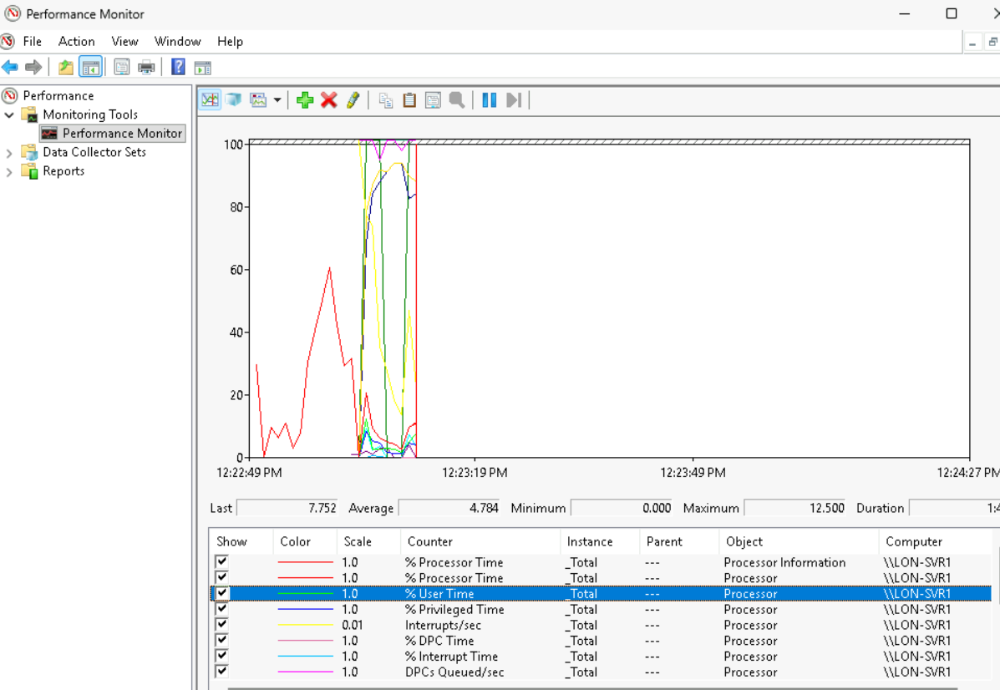 Performance Monitor
File Action View Window Help
Performance
Monitoring Tools
Performance Monitor
Data Collector Sets
Reports
100
80
60
40
20
0
12:22:49 PM 12:23:19 PM 12:23:49 PM 12:24:27 PM
Last 7.752 Average 4.784 Minimum 0.000 Maximum 12.500 Duration
Show Color Scale Counter Instance Parent Object Computer
1.0 % Processor Time _Total --- Processor Information \\LON-SVR1
1.0 % Processor Time _Total --- Processor \\LON-SVR1
1.0 % User Time _Total --- Processor \\LON-SVR1
1.0 % Privileged Time _Total --- Processor \\LON-SVR1
0.01 Interrupts/sec _Total --- Processor \\LON-SVR1
1.0 % DPC Time _Total --- Processor \\LON-SVR1
1.0 % Interrupt Time _Total --- Processor \\LON-SVR1
1.0 DPCs Queued/sec _Total --- Processor \\LON-SVR1